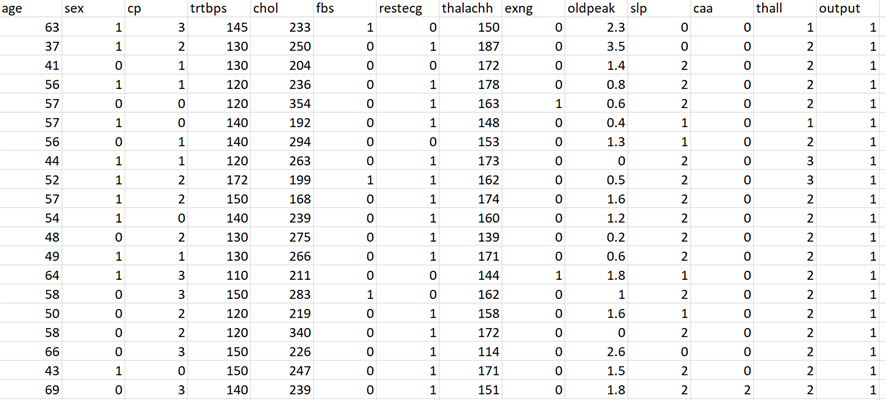 age sex cp trtbps chol fbs restecg thalachh exng oldpeak slp caa thall output
63 1 3 145 233 1 0 150 0 2.3 0 0 1 1
37 1 2 130 250 0 1 187 0 3.5 0 0 2 1
41 0 1 130 204 0 0 172 0 1.4 2 0 2 1
56 1 1 120 236 0 1 178 0 0.8 2 0 2 1
57 0 0 120 354 0 1 163 1 0.6 2 0 2 1
57 1 0 140 192 0 1 148 0 0.4 1 0 1 1
56 0 1 140 294 0 0 153 0 1.3 1 0 2 1
44 1 1 120 263 0 1 173 0 0 2 0 3 1
52 1 2 172 199 1 1 162 0 0.5 2 0 3 1
57 1 2 150 168 0 1 174 0 1.6 2 0 2 1
54 1 0 140 239 0 1 160 0 1.2 2 0 2 1
48 0 2 130 275 0 1 139 0 0.2 2 0 2 1
49 1 1 130 266 0 1 171 0 0.6 2 0 2 1
64 1 3 110 211 0 0 144 1 1.8 1 0 2 1
58 0 3 150 283 1 0 162 0 1 2 0 2 1
50 0 2 120 219 0 1 158 0 1.6 1 0 2 1
58 0 2 120 340 0 1 172 0 0 2 0 2 1
66 0 3 150 226 0 1 114 0 2.6 0 0 2 1
43 1 0 150 247 0 1 171 0 1.5 2 0 2 1
69 0 3 140 239 0 1 151 0 1.8 2 2 2 1